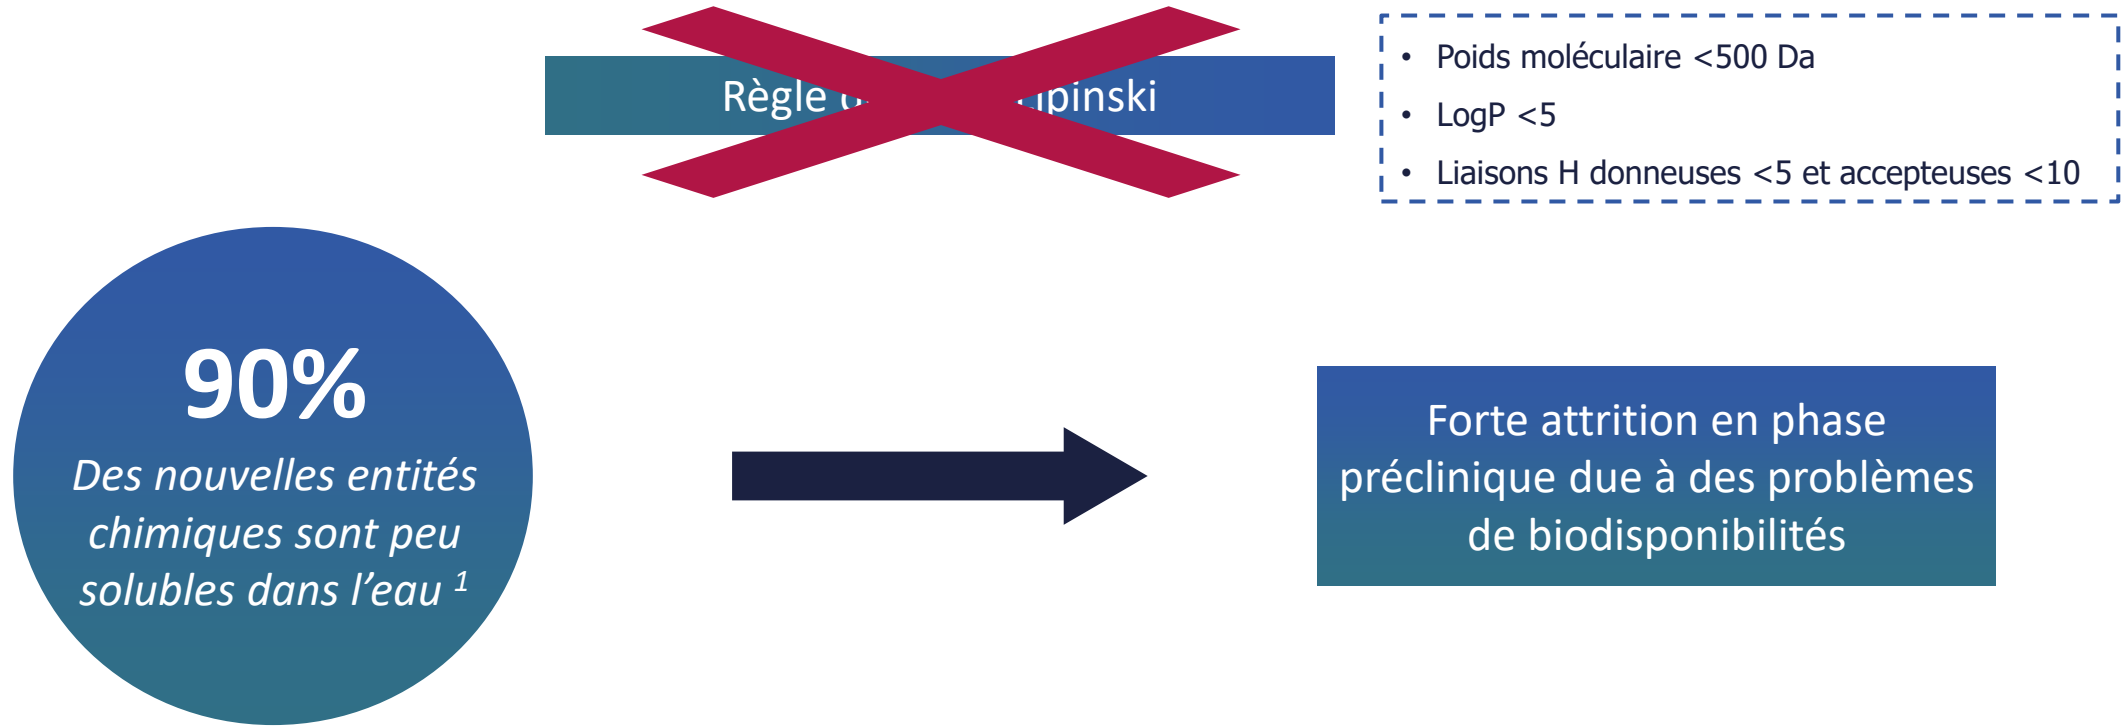 Règle pinski
• Poids moléculaire <500 Da
• LogP <5
• Liaisons H donneuses <5 et accepteuses <10
90%
Des nouvelles entités
chimiques sont peu
solubles dans l’eau ¹
Forte attrition en phase
préclinique due à des problèmes
de biodisponibilités